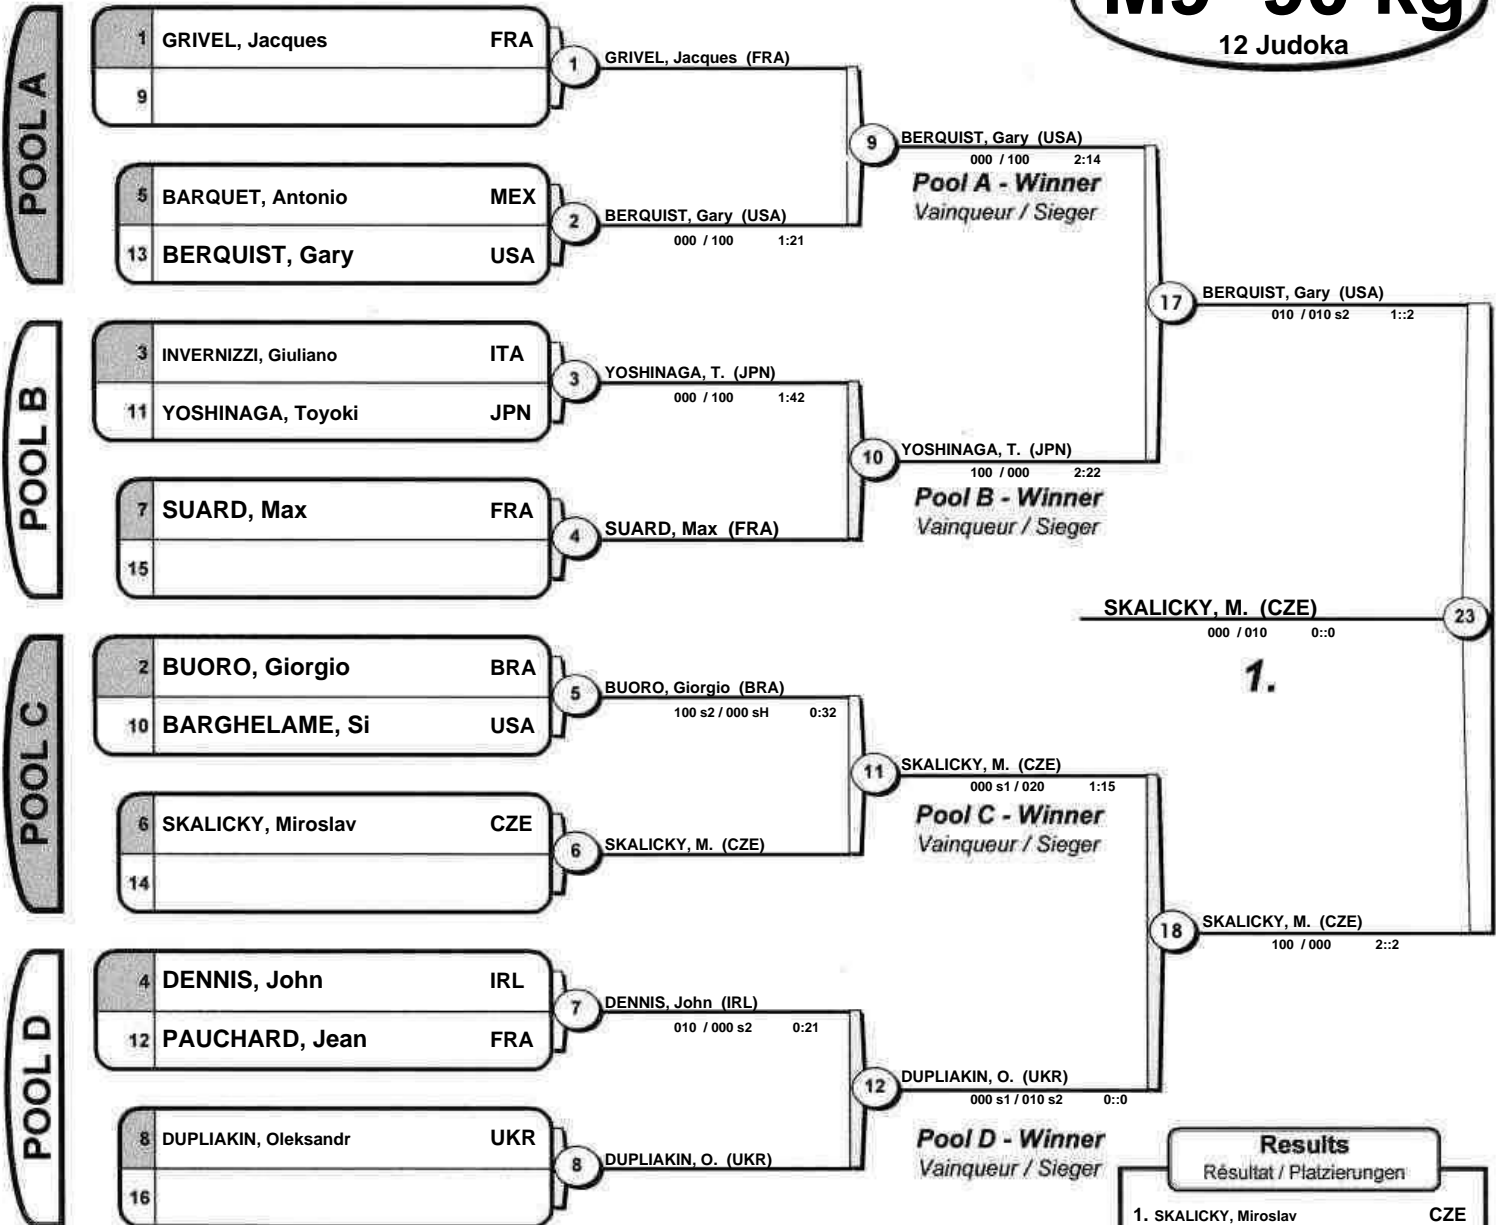 M5 -90 kg
12 Judoka
POOL A
1 GRIVEL, Jacques FRA
9
5 BARQUET, Antonio MEX
13 BERQUIST, Gary USA
1 GRIVEL, Jacques (FRA)
2 BERQUIST, Gary (USA)
000 / 100 1:21
9 BERQUIST, Gary (USA)
000 / 100 2:14
Pool A - Winner
Vainqueur / Sieger
POOL B
3 INVERNIZZI, Giuliano ITA
11 YOSHINAGA, Toyoki JPN
7 SUARD, Max FRA
15
3 YOSHINAGA, T. (JPN)
000 / 100 1:42
4 SUARD, Max (FRA)
10 YOSHINAGA, T. (JPN)
100 / 000 2:22
Pool B - Winner
Vainqueur / Sieger
17 BERQUIST, Gary (USA)
010 / 010 s2 1::2
SKALICKY, M. (CZE) 23
000 / 010 0::0
1.
POOL C
2 BUORO, Giorgio BRA
10 BARGHELAME, Si USA
6 SKALICKY, Miroslav CZE
14
5 BUORO, Giorgio (BRA)
100 s2 / 000 sH 0:32
6 SKALICKY, M. (CZE)
11 SKALICKY, M. (CZE)
000 s1 / 020 1:15
Pool C - Winner
Vainqueur / Sieger
POOL D
4 DENNIS, John IRL
12 PAUCHARD, Jean FRA
8 DUPLIAKIN, Oleksandr UKR
16
7 DENNIS, John (IRL)
010 / 000 s2 0:21
8 DUPLIAKIN, O. (UKR)
12 DUPLIAKIN, O. (UKR)
000 s1 / 010 s2 0::0
Pool D - Winner
Vainqueur / Sieger
18 SKALICKY, M. (CZE)
100 / 000 2::2
Results
Résultat / Platzierungen
1. SKALICKY, Miroslav CZE